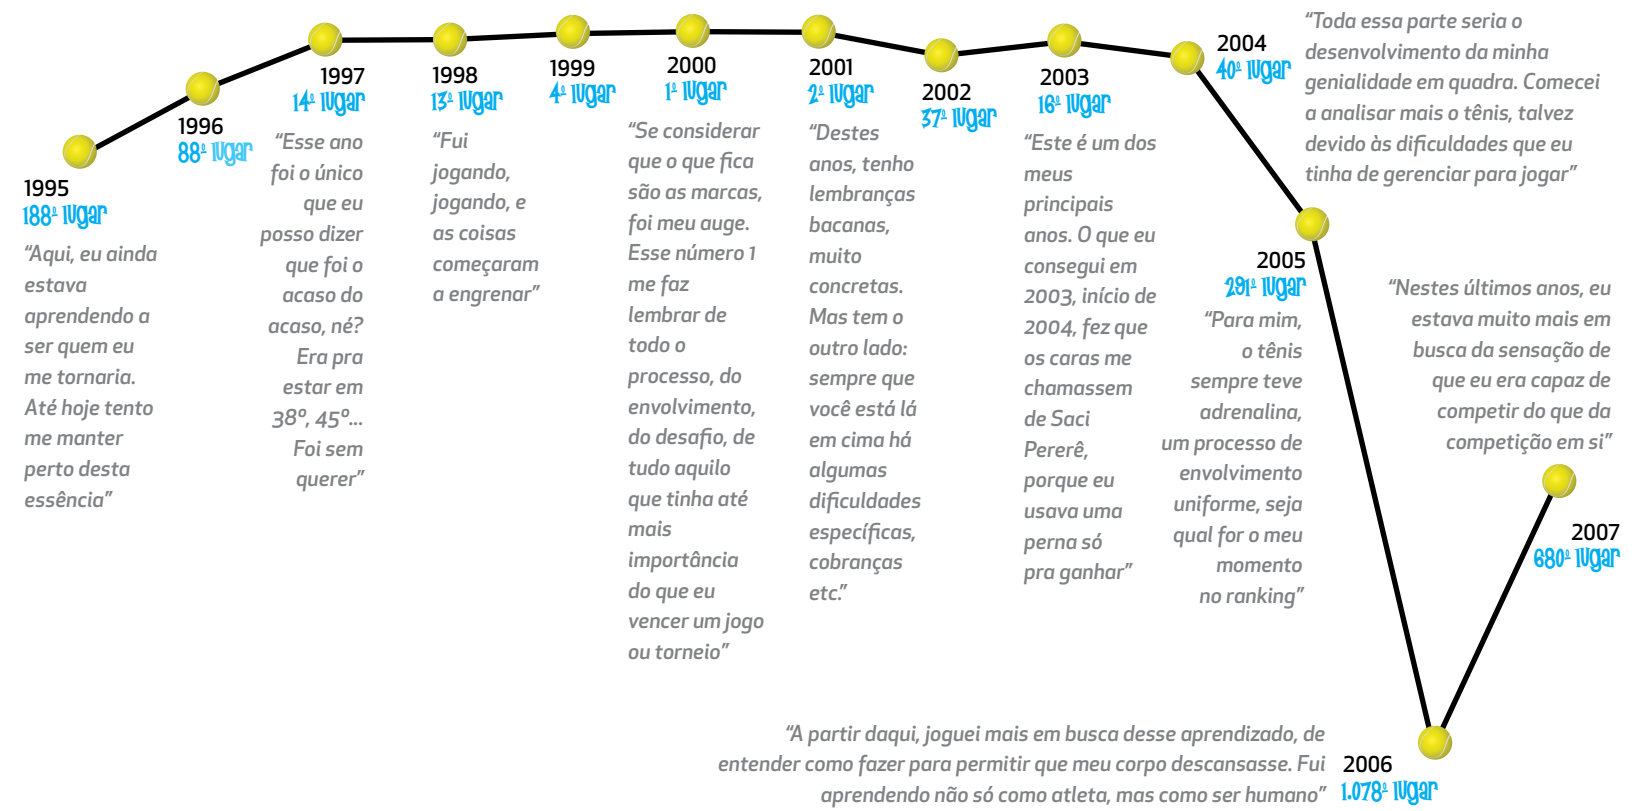 1995
188º lugar
“Aqui, eu ainda
estava
aprendendo a
ser quem eu
me tornaria.
Até hoje tento
me manter
perto desta
essência”
1996
88º lugar
1997
14º lugar
“Esse ano
foi o único
que eu
posso dizer
que foi o
acaso do
acaso, né?
Era pra
estar em
38º, 45º...
Foi sem
querer”
1998
13º lugar
“Fui
jogando,
jogando, e
as coisas
começaram
a engrenar”
1999
4º lugar
2000
1º lugar
“Se considerar
que o que fica
são as marcas,
foi meu auge.
Esse número 1
me faz
lembrar de
todo o
processo, do
envolvimento,
do desafio, de
tudo aquilo
que tinha até
mais
importância
do que eu
vencer um jogo
ou torneio”
2001
2º lugar
“Destes
anos, tenho
lembranças
bacanas,
muito
concretas.
Mas tem o
outro lado:
sempre que
você está lá
em cima há
algumas
dificuldades
específicas,
cobranças
etc.”
2002
37º lugar
2003
16º lugar
“Este é um dos
meus
principais
anos. O que eu
consegui em
2003, início de
2004, fez que
os caras me
chamassem
de Saci
Pererê,
porque eu
usava uma
perna só
pra ganhar”
2004
40º lugar
“Toda essa parte seria o
desenvolvimento da minha
genialidade em quadra. Comecei
a analisar mais o tênis, talvez
devido às dificuldades que eu
tinha de gerenciar para jogar”
2005
291º lugar
“Para mim,
o tênis
sempre teve
adrenalina,
um processo de
envolvimento
uniforme, seja
qual for o meu
momento
no ranking”
“A partir daqui, joguei mais em busca desse aprendizado, de
entender como fazer para permitir que meu corpo descansasse. Fui
aprendendo não só como atleta, mas como ser humano”
2006
1.078º lugar
“Nestes últimos anos, eu
estava muito mais em
busca da sensação de
que eu era capaz de
competir do que da
competição em si”
2007
680º lugar